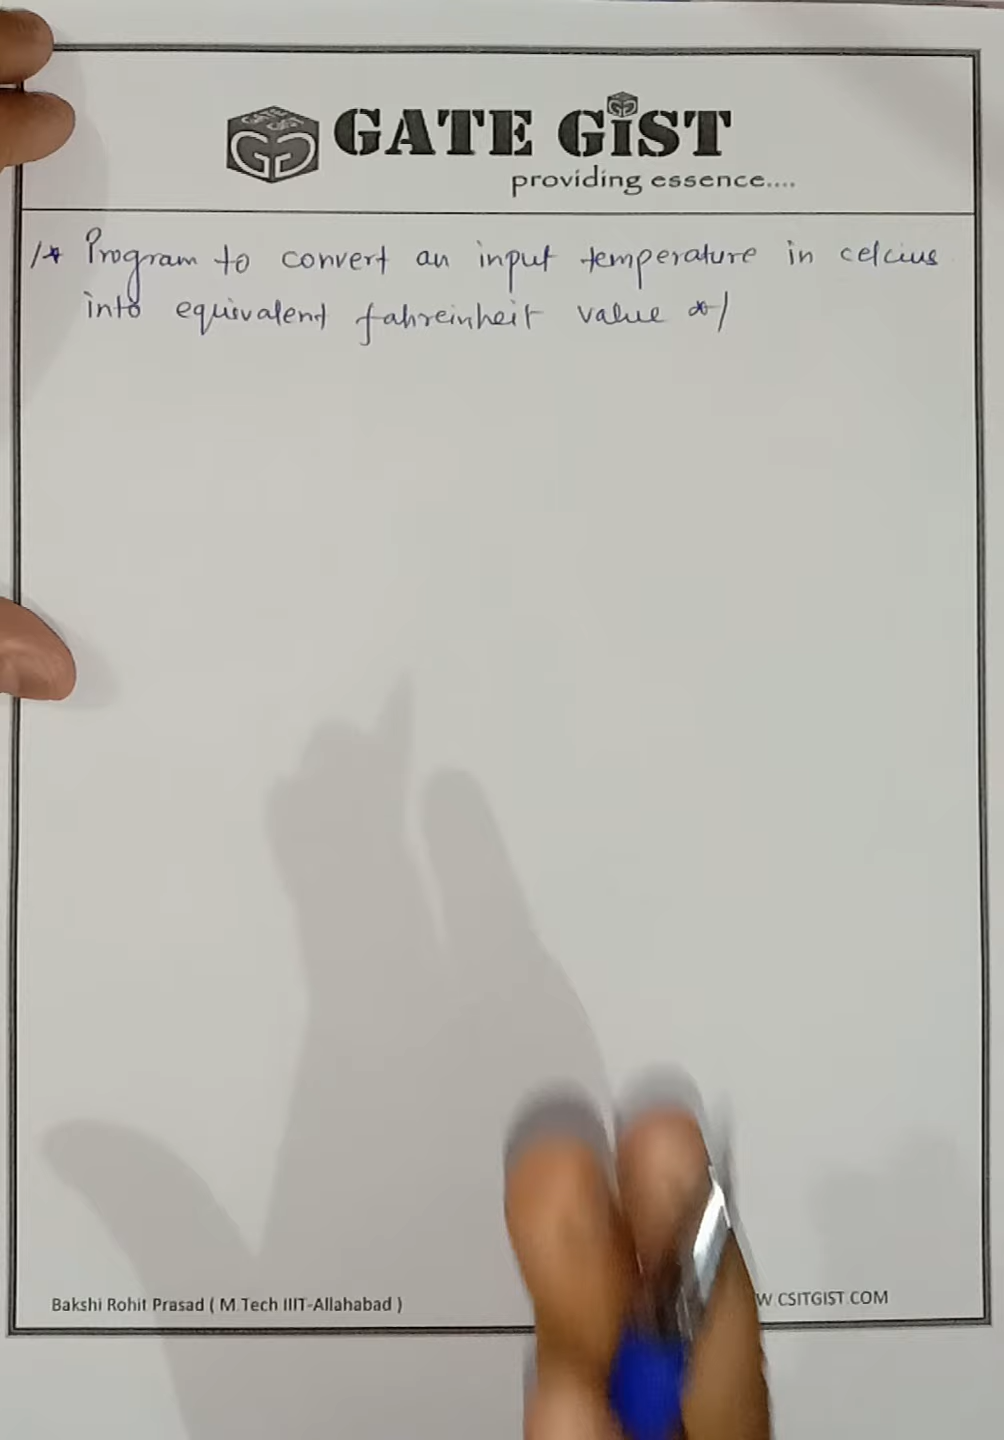 GATE GiST
providing essence....
/* Program to convert an input temperature in celcius
into equivalent fahreinheit value */
Bakshi Rohit Prasad ( M.Tech IIIT-Allahabad )
W.CSITGIST.COM